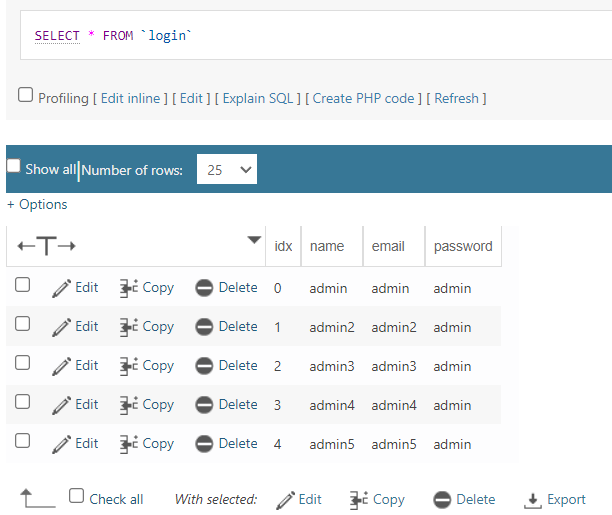 SELECT * FROM `login`
Profiling [ Edit inline ] [ Edit ] [ Explain SQL ] [ Create PHP code ] [ Refresh ]
Show all Number of rows: 25
+ Options
←T→ idx name email password
Edit Copy Delete 0 admin admin admin
Edit Copy Delete 1 admin2 admin2 admin
Edit Copy Delete 2 admin3 admin3 admin
Edit Copy Delete 3 admin4 admin4 admin
Edit Copy Delete 4 admin5 admin5 admin
Check all With selected: Edit Copy Delete Export